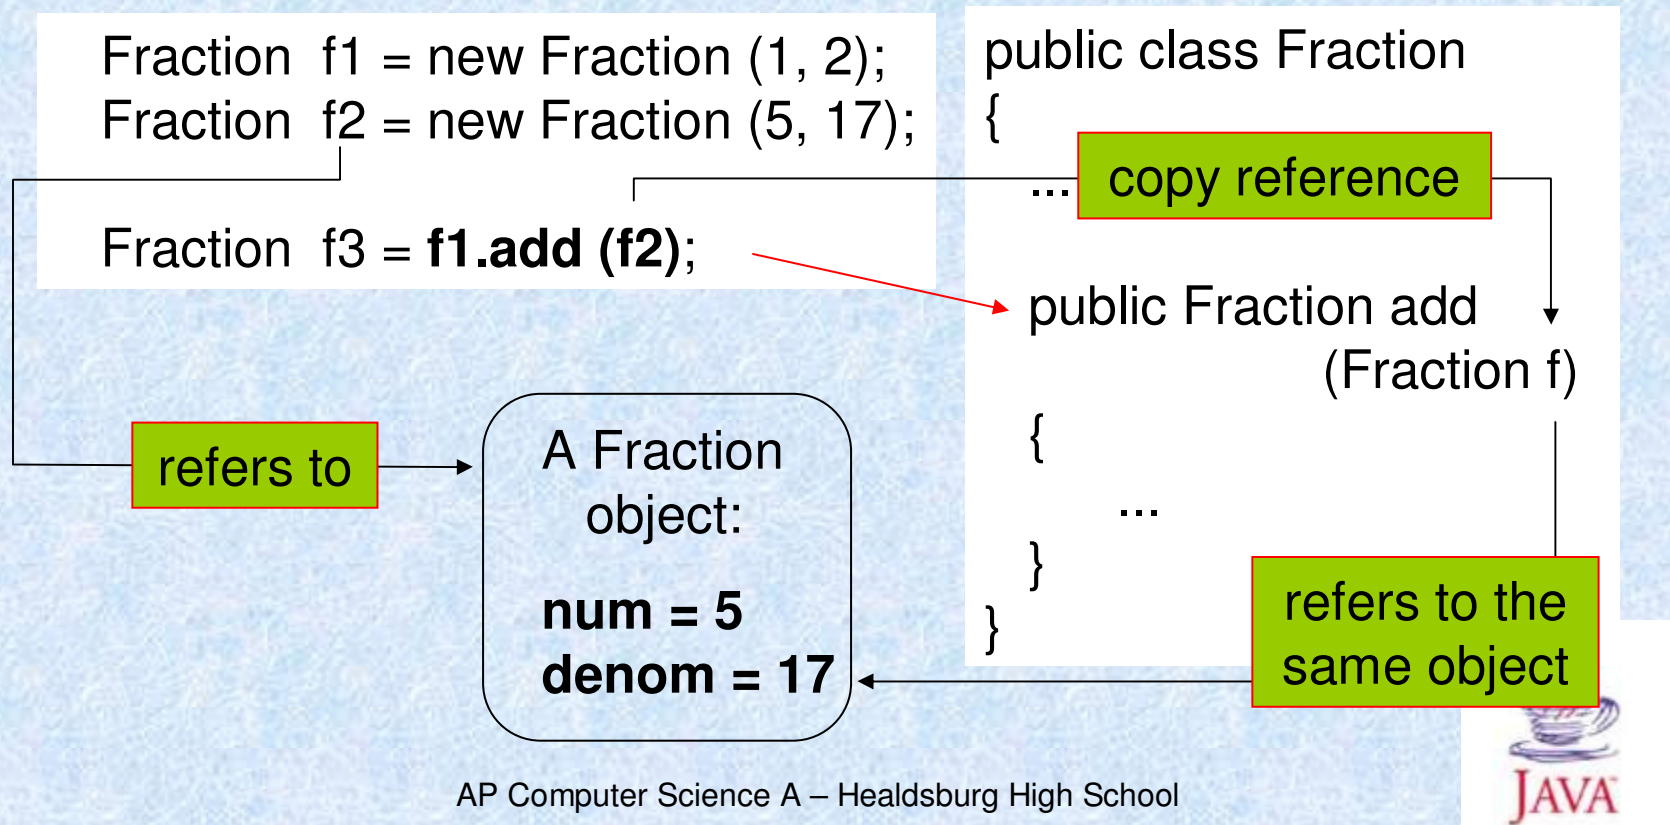 Fraction f1 = new Fraction (1, 2);
Fraction f2 = new Fraction (5, 17);
Fraction f3 = f1.add (f2);
public class Fraction
{
...
copy reference
public Fraction add
(Fraction f)
{
...
}
}
refers to
A Fraction
object:
num = 5
denom = 17
refers to the
same object
AP Computer Science A – Healdsburg High School
JAVA